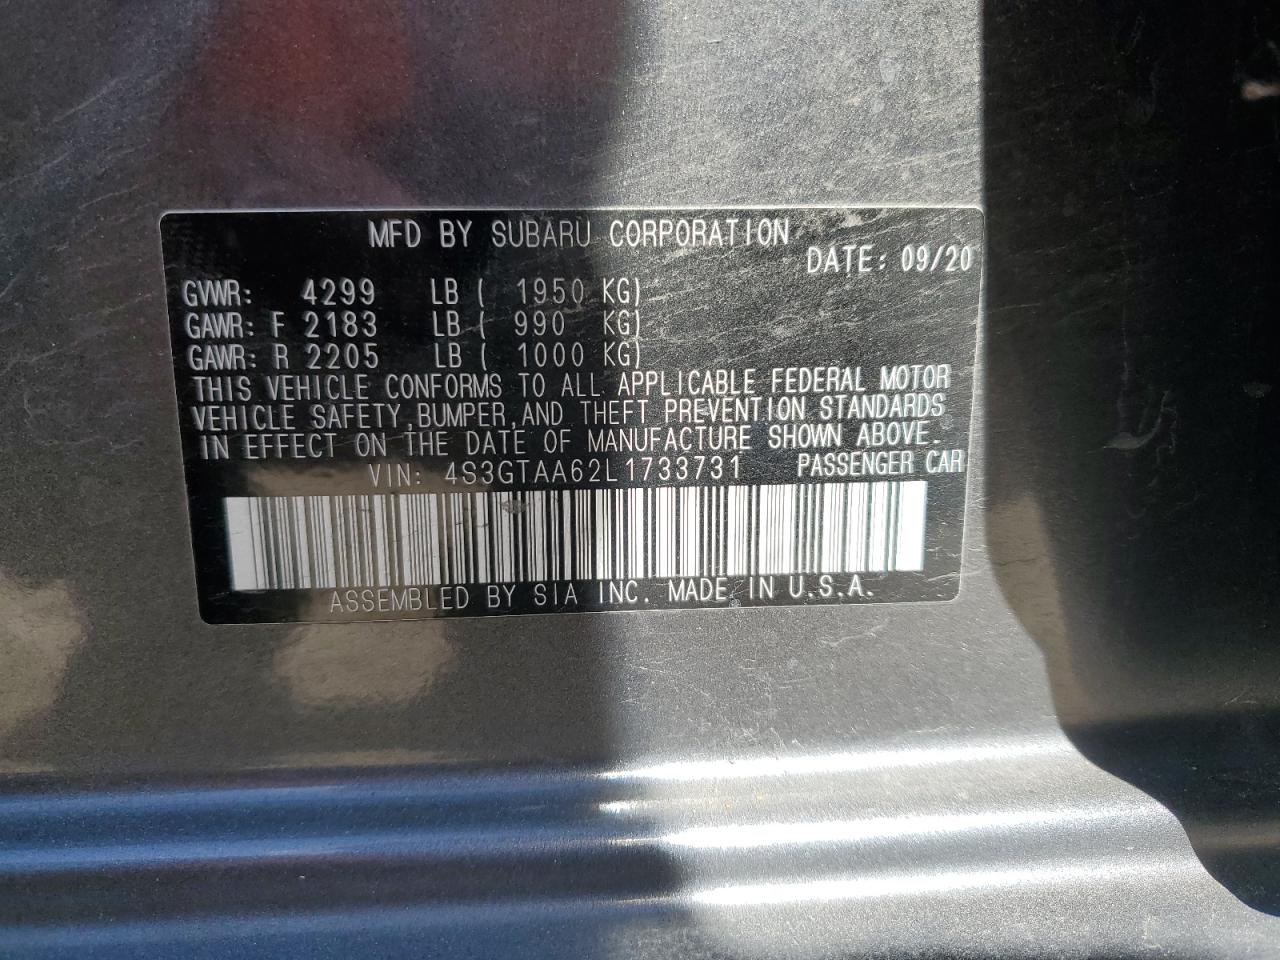 MFD BY SUBARU CORPORATION
DATE: 09/20
GVWR: 4299 LB ( 1950 KG)
GAWR: F 2183 LB ( 990 KG)
GAWR: R 2205 LB ( 1000 KG)
THIS VEHICLE CONFORMS TO ALL APPLICABLE FEDERAL MOTOR
VEHICLE SAFETY,BUMPER,AND THEFT PREVENTION STANDARDS
IN EFFECT ON THE DATE OF MANUFACTURE SHOWN ABOVE.
VIN: 4S3GTAA62L1733731 PASSENGER CAR
ASSEMBLED BY SIA INC. MADE IN U.S.A.